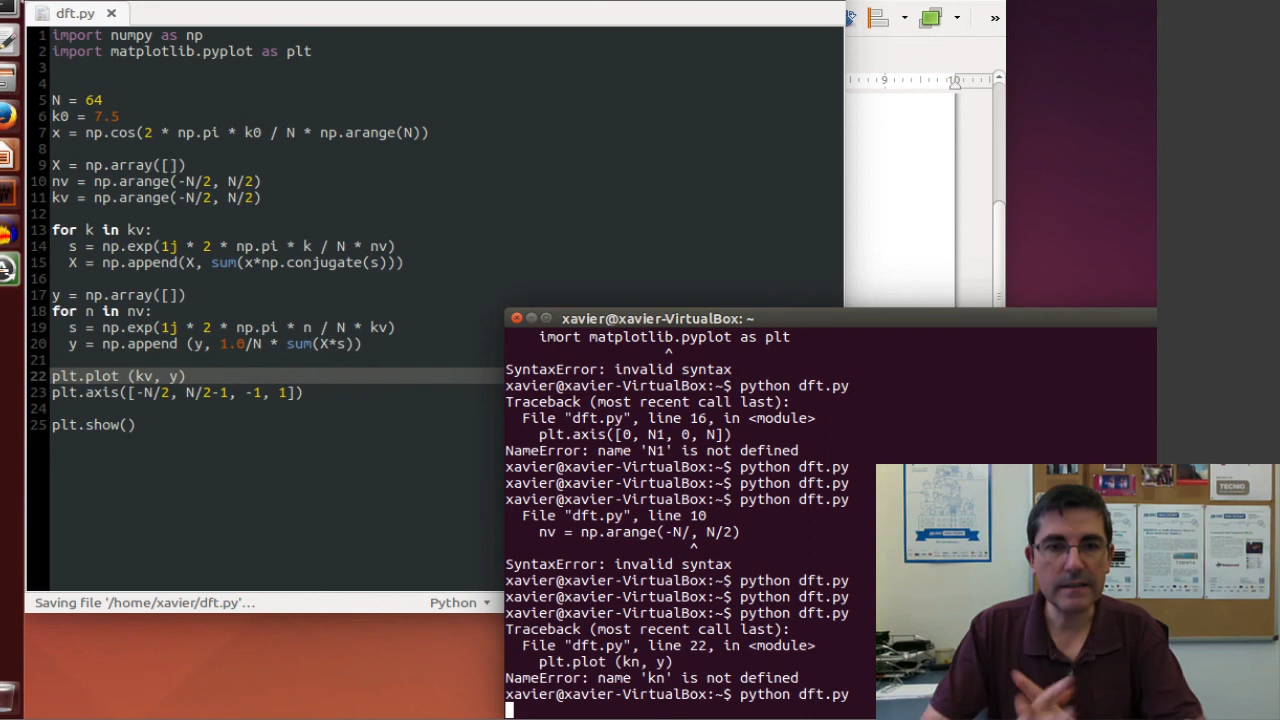 dft.py
1 import numpy as np
2 import matplotlib.pyplot as plt
3
4
5 N = 64
6 k0 = 7.5
7 x = np.cos(2 * np.pi * k0 / N * np.arange(N))
8
9 X = np.array([])
10 nv = np.arange(-N/2, N/2)
11 kv = np.arange(-N/2, N/2)
12
13 for k in kv:
14 s = np.exp(1j * 2 * np.pi * k / N * nv)
15 X = np.append(X, sum(x*np.conjugate(s)))
16
17 y = np.array([])
18 for n in nv:
19 s = np.exp(1j * 2 * np.pi * n / N * kv)
20 y = np.append (y, 1.0/N * sum(X*s))
21
22 plt.plot (kv, y)
23 plt.axis([-N/2, N/2-1, -1, 1])
24
25 plt.show()
Saving file '/home/xavier/dft.py'...
Python
9 10
xavier@xavier-VirtualBox: ~
imort matplotlib.pyplot as plt
^
SyntaxError: invalid syntax
xavier@xavier-VirtualBox:~$ python dft.py
Traceback (most recent call last):
File "dft.py", line 16, in <module>
plt.axis([0, N1, 0, N])
NameError: name 'N1' is not defined
xavier@xavier-VirtualBox:~$ python dft.py
xavier@xavier-VirtualBox:~$ python dft.py
xavier@xavier-VirtualBox:~$ python dft.py
File "dft.py", line 10
nv = np.arange(-N/, N/2)
^
SyntaxError: invalid syntax
xavier@xavier-VirtualBox:~$ python dft.py
xavier@xavier-VirtualBox:~$ python dft.py
xavier@xavier-VirtualBox:~$ python dft.py
Traceback (most recent call last):
File "dft.py", line 22, in <module>
plt.plot (kn, y)
NameError: name 'kn' is not defined
xavier@xavier-VirtualBox:~$ python dft.py
TECNIO